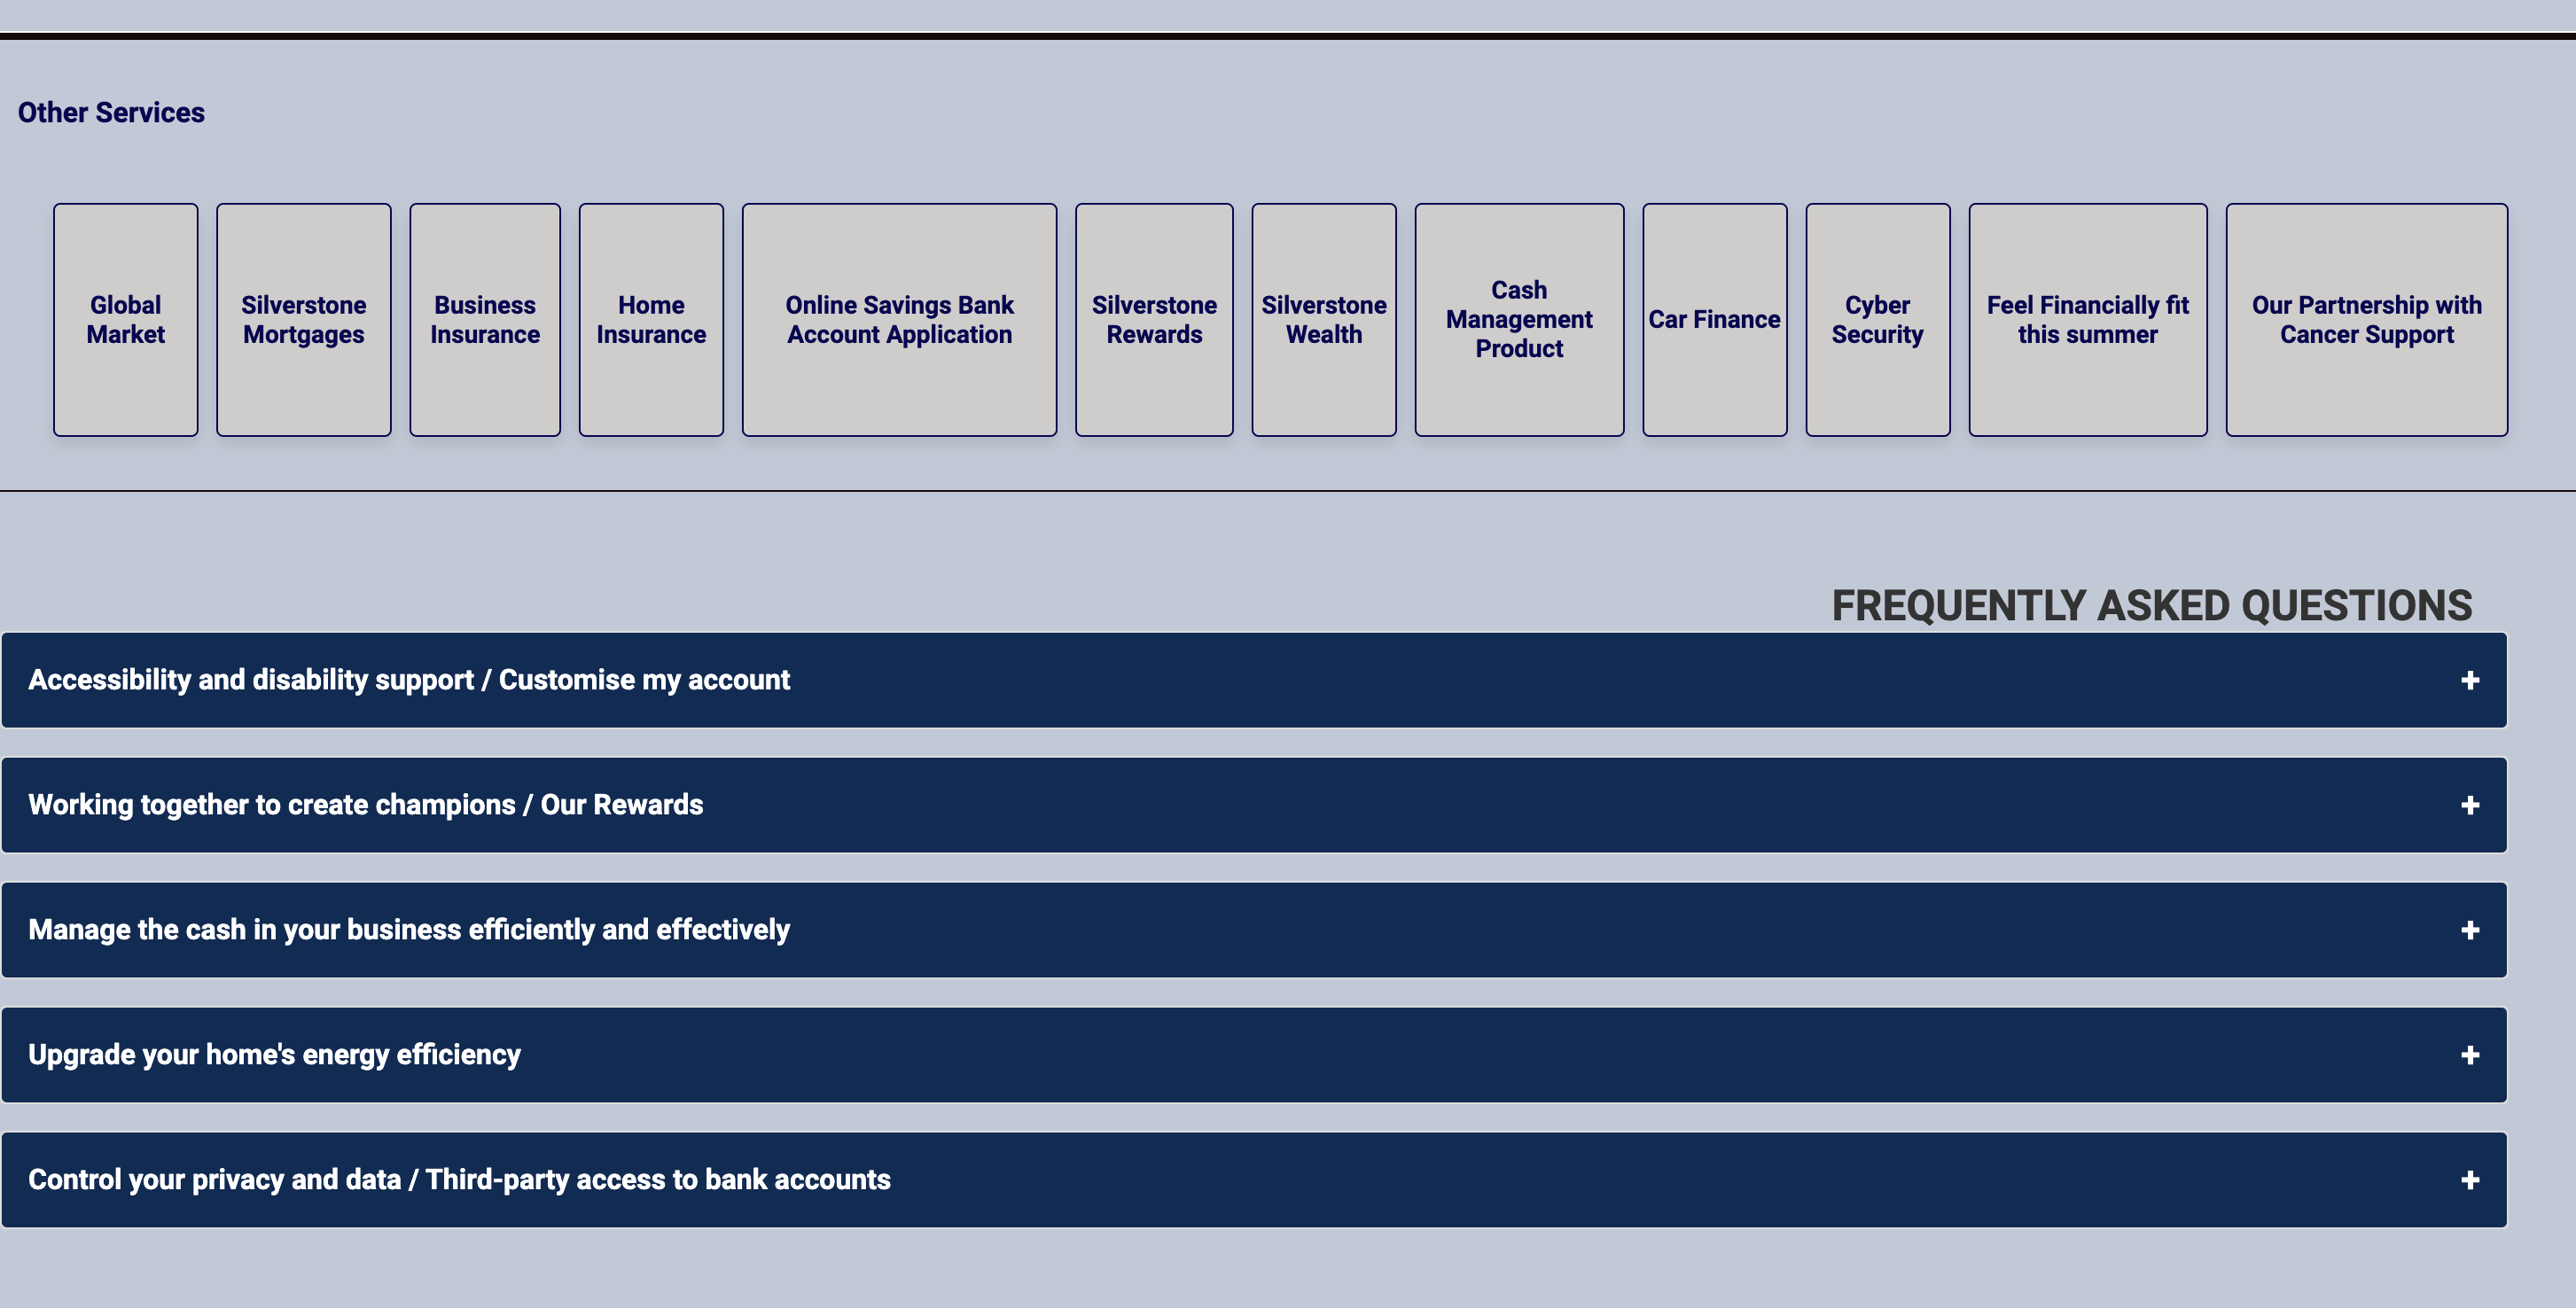 Other Services
Global
Market
Silverstone
Mortgages
Business
Insurance
Home
Insurance
Online Savings Bank
Account Application
Silverstone
Rewards
Silverstone
Wealth
Cash
Management
Product
Car Finance
Cyber
Security
Feel Financially fit
this summer
Our Partnership with
Cancer Support
FREQUENTLY ASKED QUESTIONS
Accessibility and disability support / Customise my account +
Working together to create champions / Our Rewards +
Manage the cash in your business efficiently and effectively +
Upgrade your home's energy efficiency +
Control your privacy and data / Third-party access to bank accounts +